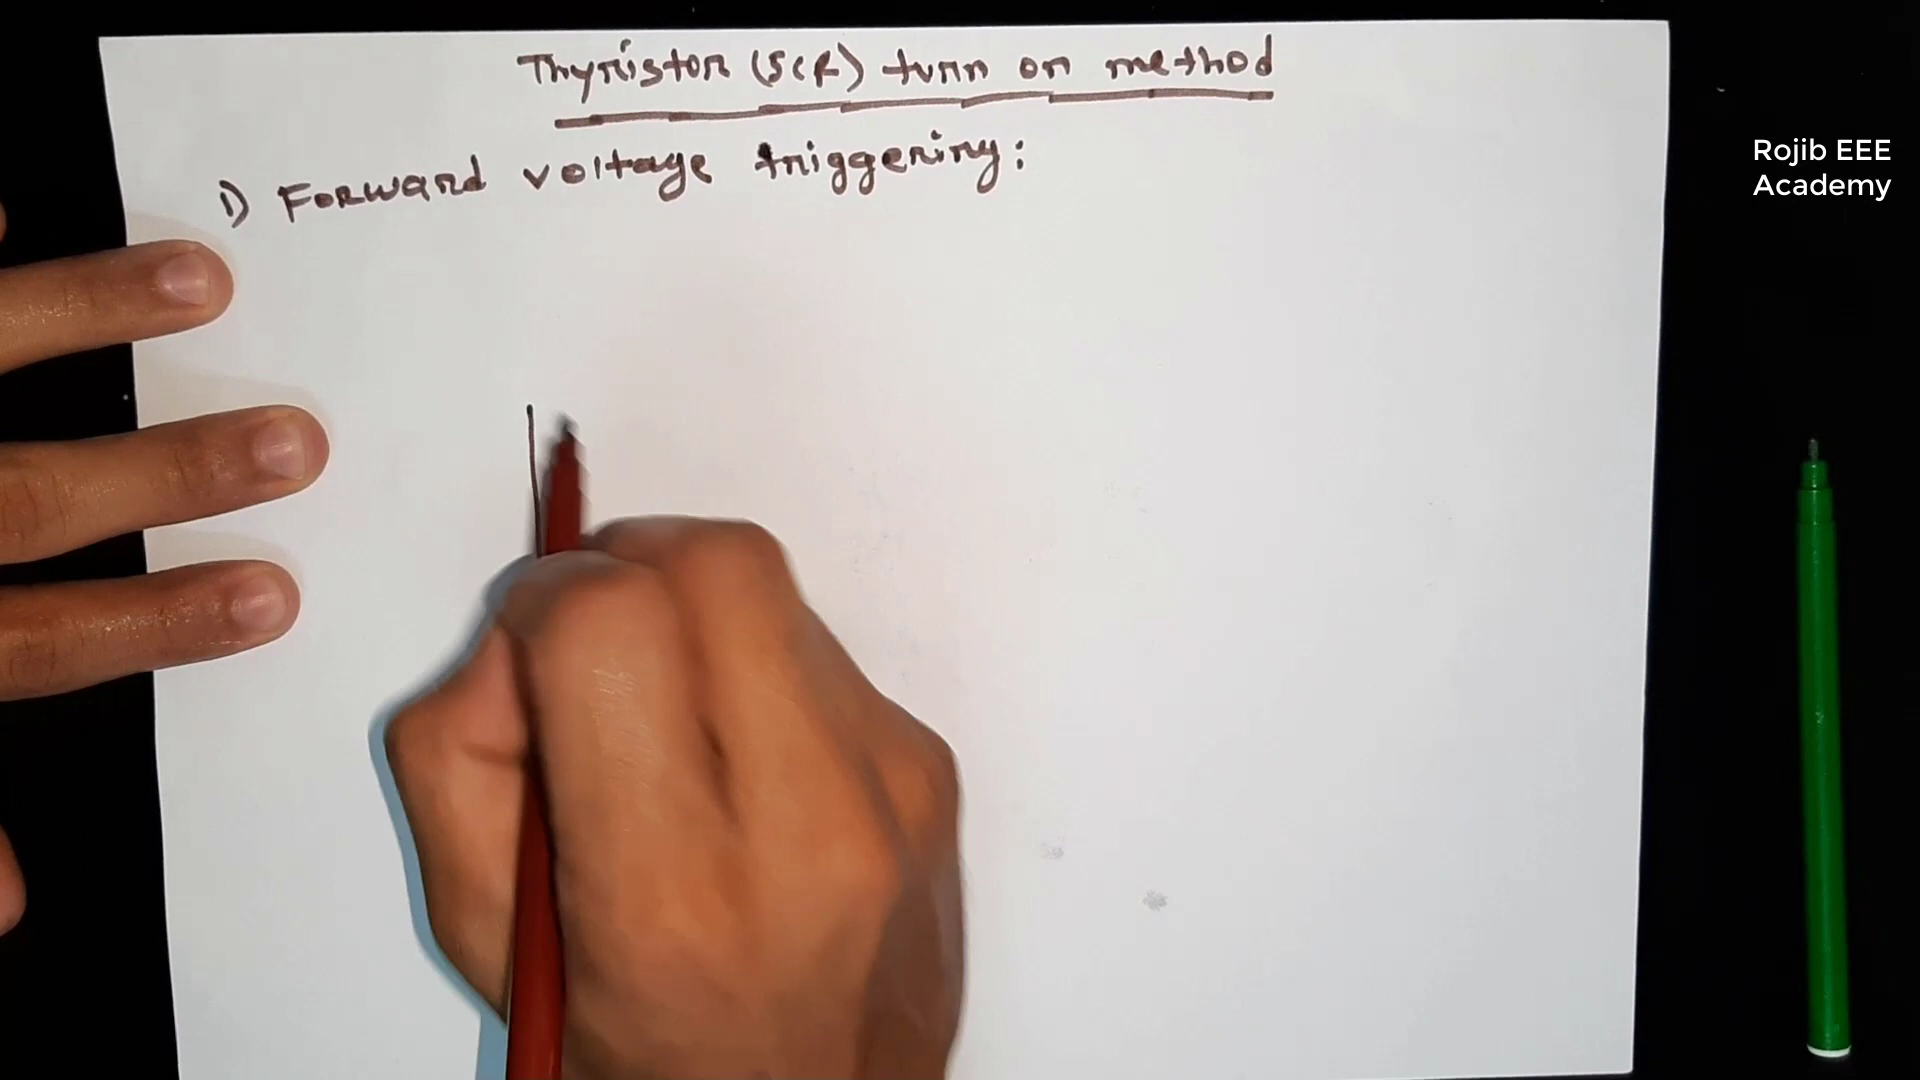 Thyristor (SCR) turn on method
1) Forward voltage triggering:
Rojib EEE
Academy